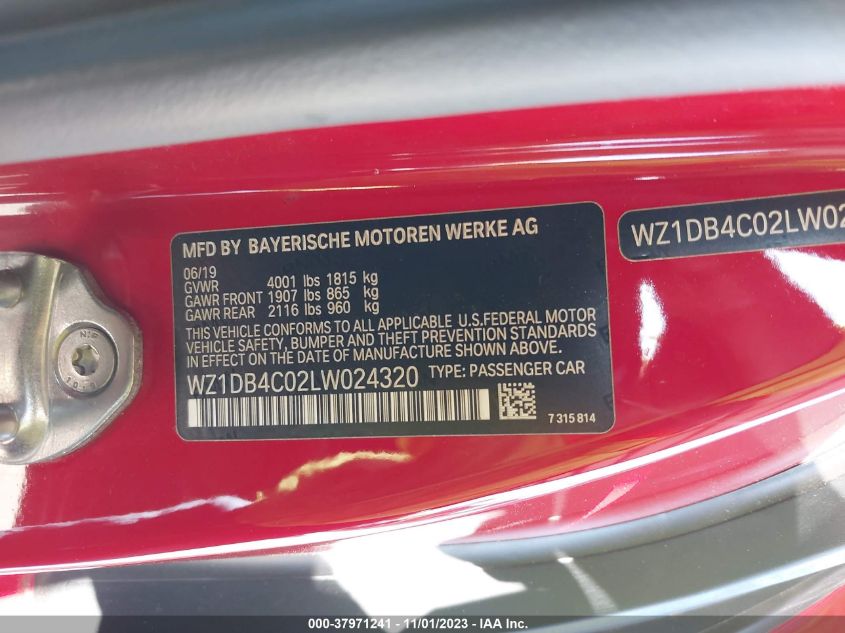 MFD BY BAYERISCHE MOTOREN WERKE AG
06/19
GVWR 4001 lbs 1815 kg
GAWR FRONT 1907 lbs 865 kg
GAWR REAR 2116 lbs 960 kg
THIS VEHICLE CONFORMS TO ALL APPLICABLE U.S.FEDERAL MOTOR
VEHICLE SAFETY, BUMPER AND THEFT PREVENTION STANDARDS
IN EFFECT ON THE DATE OF MANUFACTURE SHOWN ABOVE.
WZ1DB4C02LW024320 TYPE: PASSENGER CAR
7 315 814
WZ1DB4C02LW02
000-37971241 - 11/01/2023 - IAA Inc.